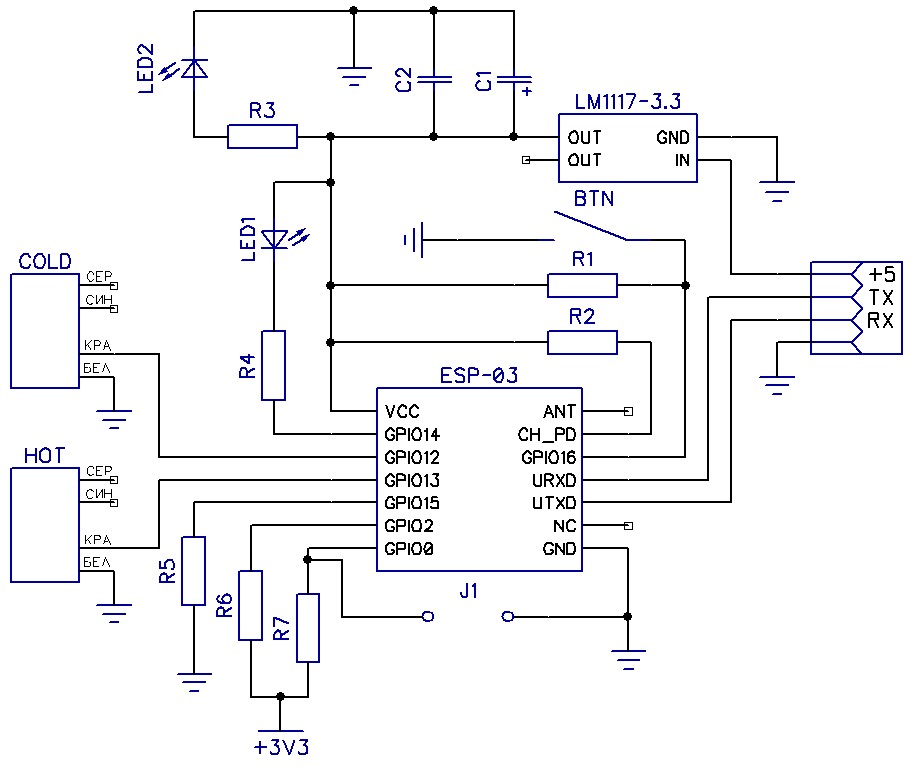 LED2
C2
C1
+
R3
LM1117-3.3
OUT
GND
OUT
IN
BTN
LED1
R1
+5
TX
RX
COLD
СЕР
СИН
КРА
БЕЛ
R2
R4
ESP-03
VCC
ANT
GPIO14
CH_PD
GPIO12
GPIO16
GPIO13
URXD
GPIO15
UTXD
GPIO2
NC
GPIO0
GND
HOT
СЕР
СИН
КРА
БЕЛ
R5
R6
R7
J1
+3V3